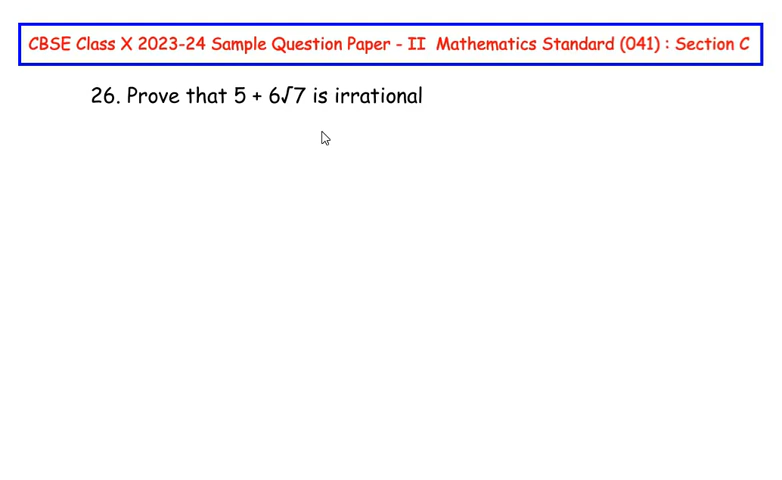 CBSE Class X 2023-24 Sample Question Paper - II Mathematics Standard (041) : Section C
26. Prove that 5 + 6√7 is irrational